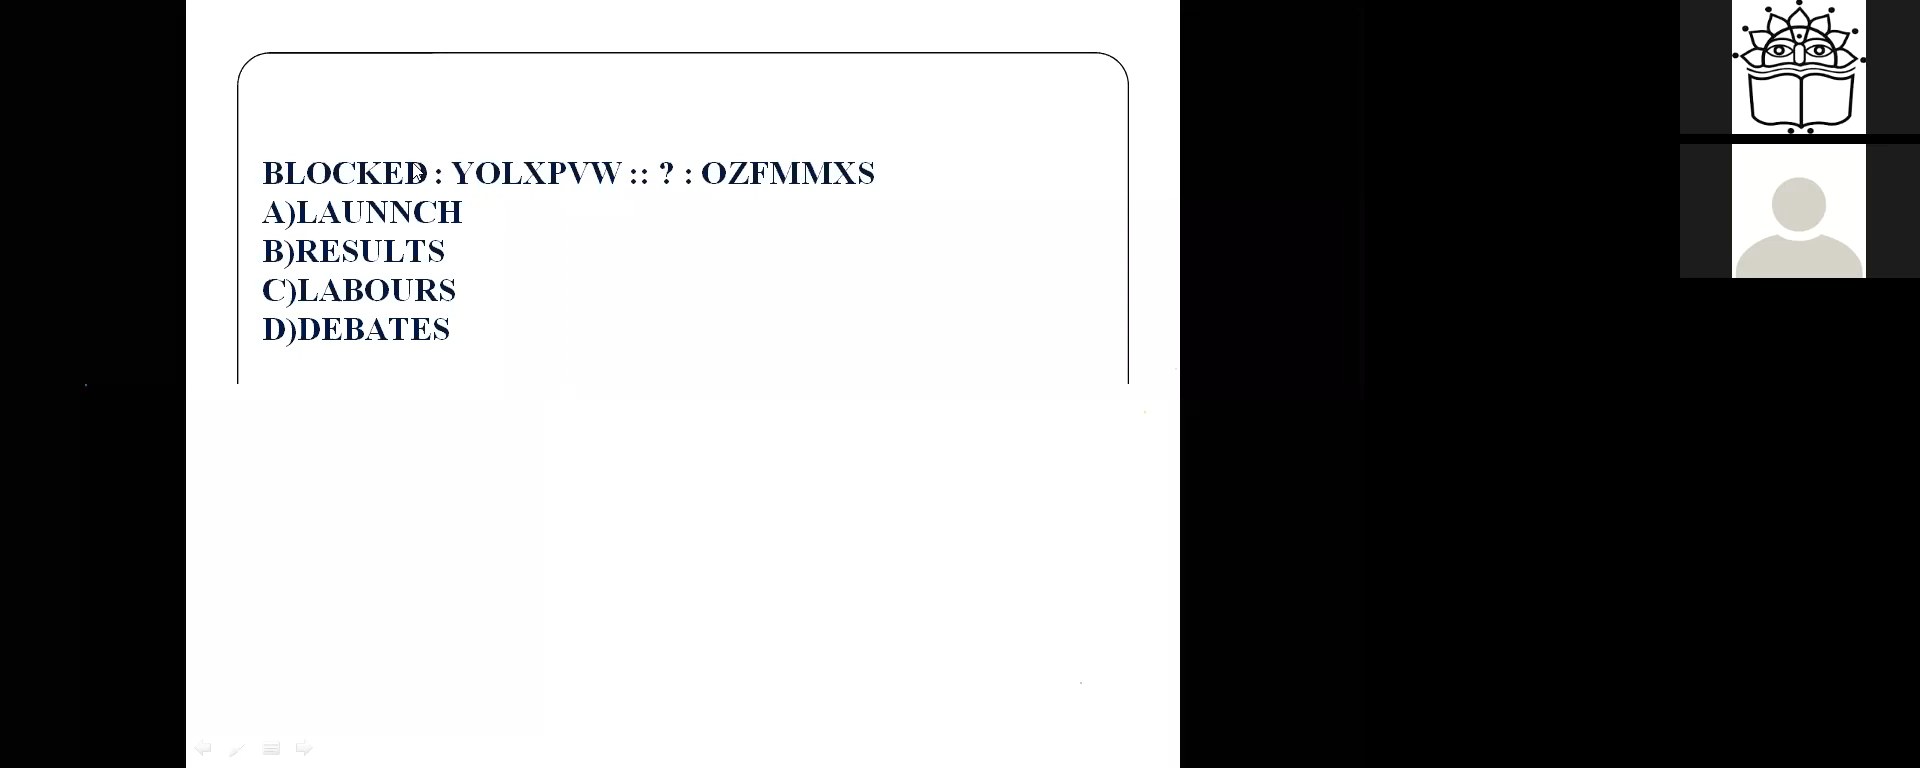 BLOCKED : YOLXPVW :: ? : OZFMMXS
A)LAUNNCH
B)RESULTS
C)LABOURS
D)DEBATES